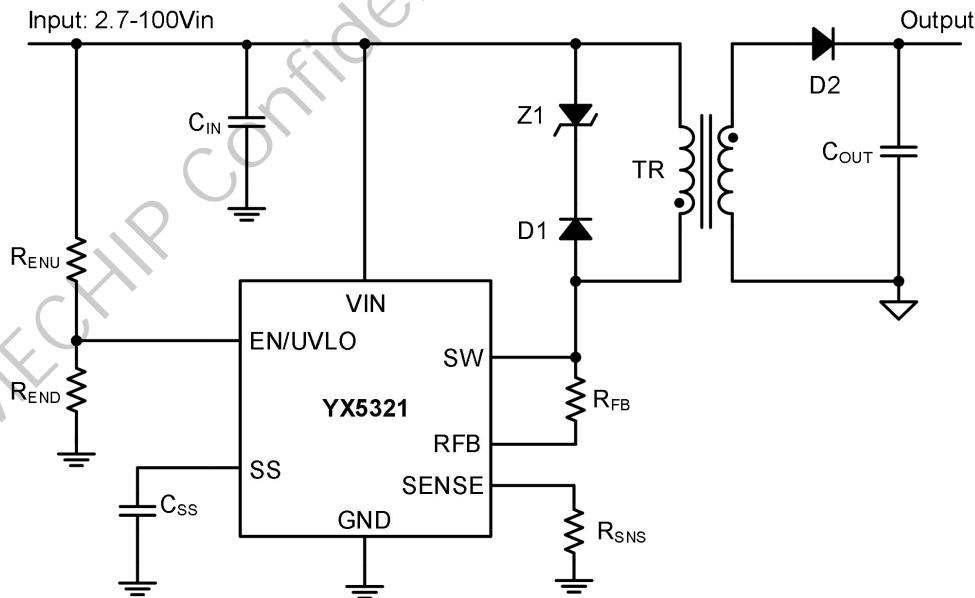 Input: 2.7-100Vin
Output
D2
Z1
CIN
TR
COUT
D1
RENU
VIN
EN/UVLO
SW
REND
YX5321
RFB
RFB
SS
SENSE
CSS
GND
RSNS